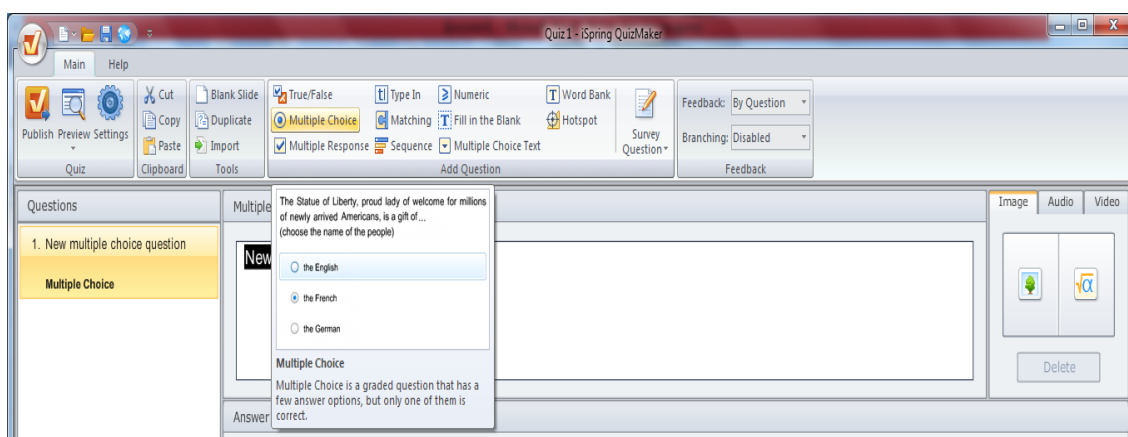 Quiz 1 - iSpring QuizMaker
Main Help
Publish Preview Settings
Quiz
Cut
Copy
Paste
Clipboard
Blank Slide
Duplicate
Import
Tools
True/False Type In Numeric Word Bank
Multiple Choice Matching Fill in the Blank Hotspot
Multiple Response Sequence Multiple Choice Text
Survey
Question
Add Question
Feedback: By Question
Branching: Disabled
Feedback
Questions
1. New multiple choice question
Multiple Choice
Multiple
New
The Statue of Liberty, proud lady of welcome for millions
of newly arrived Americans, is a gift of ...
(choose the name of the people)
the English
the French
the German
Multiple Choice
Multiple Choice is a graded question that has a
few answer options, but only one of them is
correct.
Answer
Image Audio Video
√α
Delete